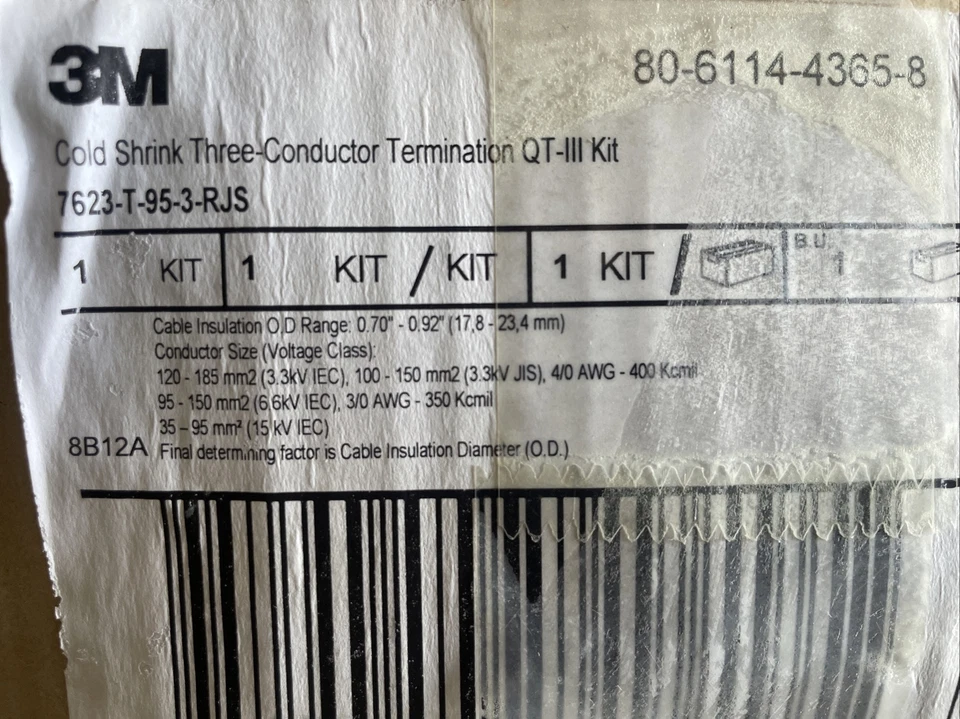 3M
80-6114-4365-8
Cold Shrink Three-Conductor Termination QT-III Kit
7623-T-95-3-RJS
1 KIT 1 KIT / KIT 1 KIT / B.U. 1
Cable Insulation O.D Range: 0.70" - 0.92" (17,8 - 23,4 mm)
Conductor Size (Voltage Class):
120 - 185 mm2 (3.3kV IEC), 100 - 150 mm2 (3.3kV JIS), 4/0 AWG - 400 Kcmil
95 - 150 mm2 (6.6kV IEC), 3/0 AWG - 350 Kcmil
35 – 95 mm² (15 kV IEC)
8B12A Final determining factor is Cable Insulation Diameter (O.D.)